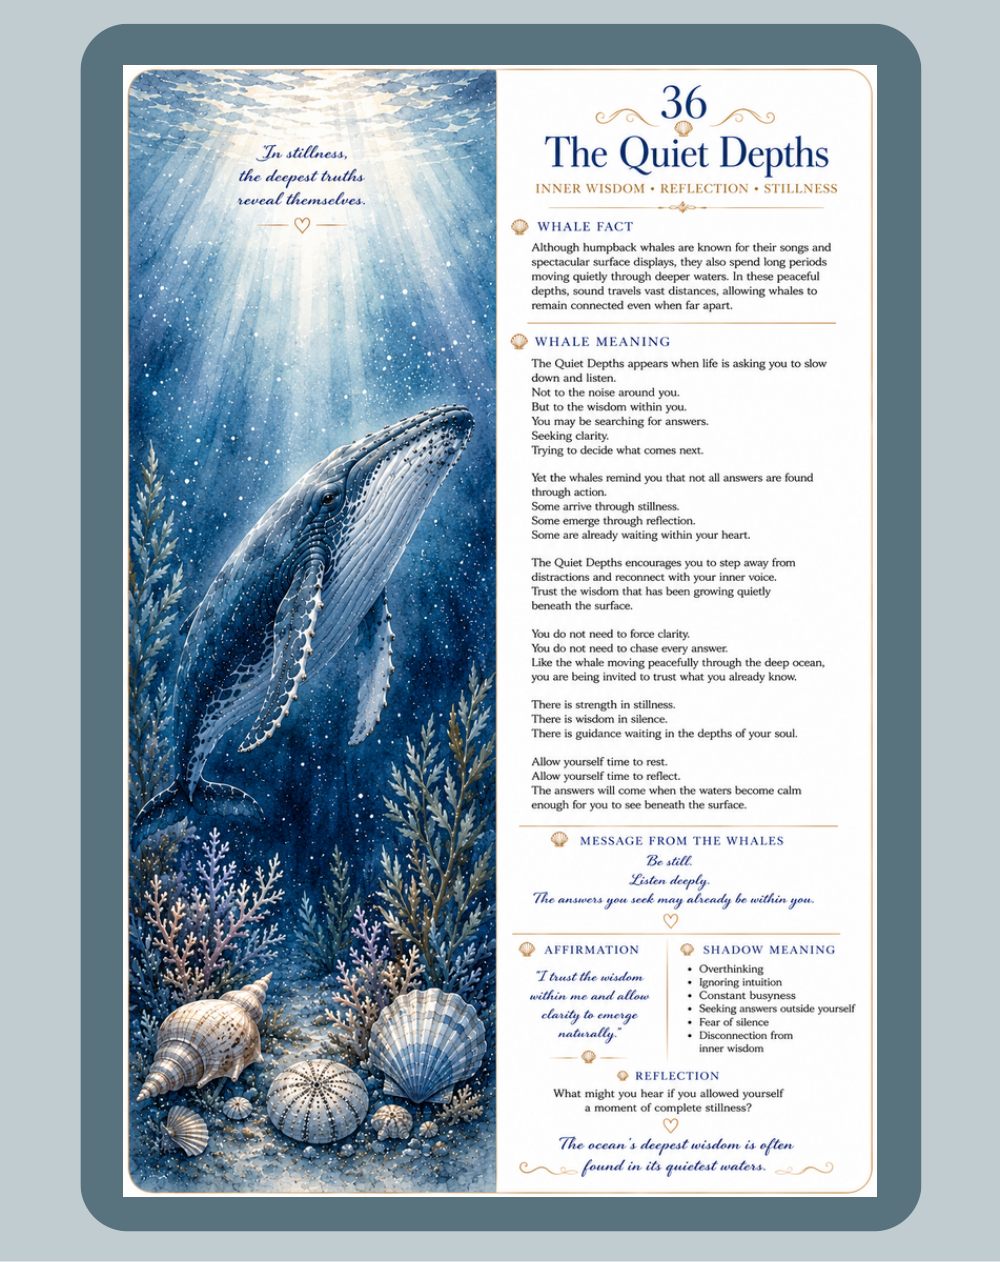 "In stillness,
the deepest truths
reveal themselves.
36
The Quiet Depths
INNER WISDOM • REFLECTION • STILLNESS
WHALE FACT
Although humpback whales are known for their songs and
spectacular surface displays, they also spend long periods
moving quietly through deeper waters. In these peaceful
depths, sound travels vast distances, allowing whales to
remain connected even when far apart.
WHALE MEANING
The Quiet Depths appears when life is asking you to slow
down and listen.
Not to the noise around you.
But to the wisdom within you.
You may be searching for answers.
Seeking clarity.
Trying to decide what comes next.
Yet the whales remind you that not all answers are found
through action.
Some arrive through stillness.
Some emerge through reflection.
Some are already waiting within your heart.
The Quiet Depths encourages you to step away from
distractions and reconnect with your inner voice.
Trust the wisdom that has been growing quietly
beneath the surface.
You do not need to force clarity.
You do not need to chase every answer.
Like the whale moving peacefully through the deep ocean,
you are being invited to trust what you already know.
There is strength in stillness.
There is wisdom in silence.
There is guidance waiting in the depths of your soul.
Allow yourself time to rest.
Allow yourself time to reflect.
The answers will come when the waters become calm
enough for you to see beneath the surface.
MESSAGE FROM THE WHALES
Be still.
Listen deeply.
The answers you seek may already be within you.
AFFIRMATION
"I trust the wisdom
within me and allow
clarity to emerge
naturally."
SHADOW MEANING
• Overthinking
• Ignoring intuition
• Constant busyness
• Seeking answers outside yourself
• Fear of silence
• Disconnection from
inner wisdom
REFLECTION
What might you hear if you allowed yourself
a moment of complete stillness?
The ocean's deepest wisdom is often
found in its quietest waters.